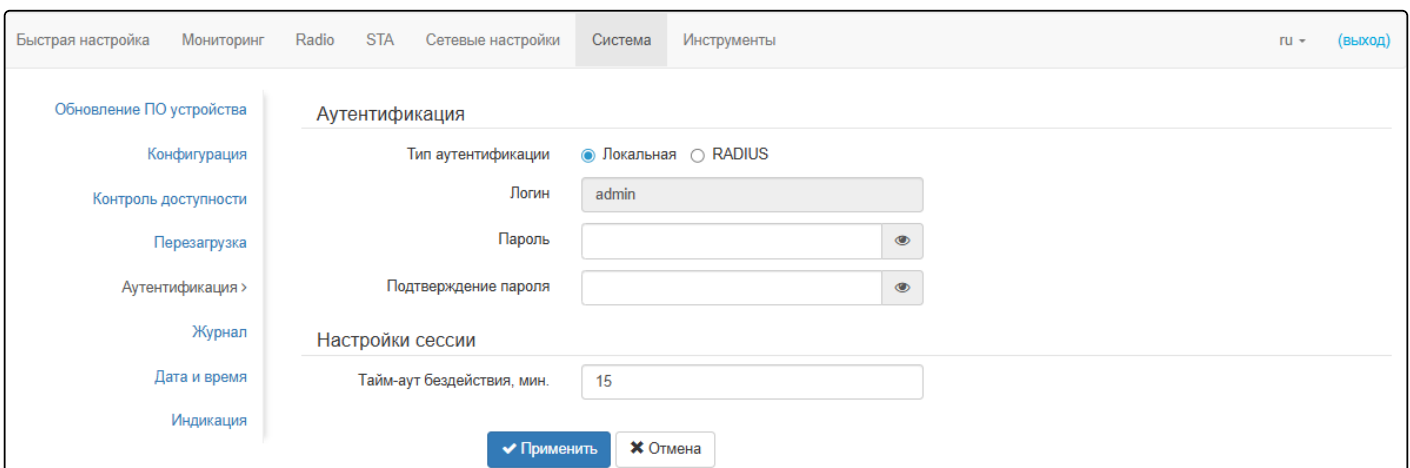 Быстрая настройка Мониторинг Radio STA Сетевые настройки Система Инструменты ru (выход)
Обновление ПО устройства
Конфигурация
Контроль доступности
Перезагрузка
Аутентификация >
Журнал
Дата и время
Индикация
Аутентификация
Тип аутентификации Локальная RADIUS
Логин admin
Пароль
Подтверждение пароля
Настройки сессии
Тайм-аут бездействия, мин. 15
Применить Отмена